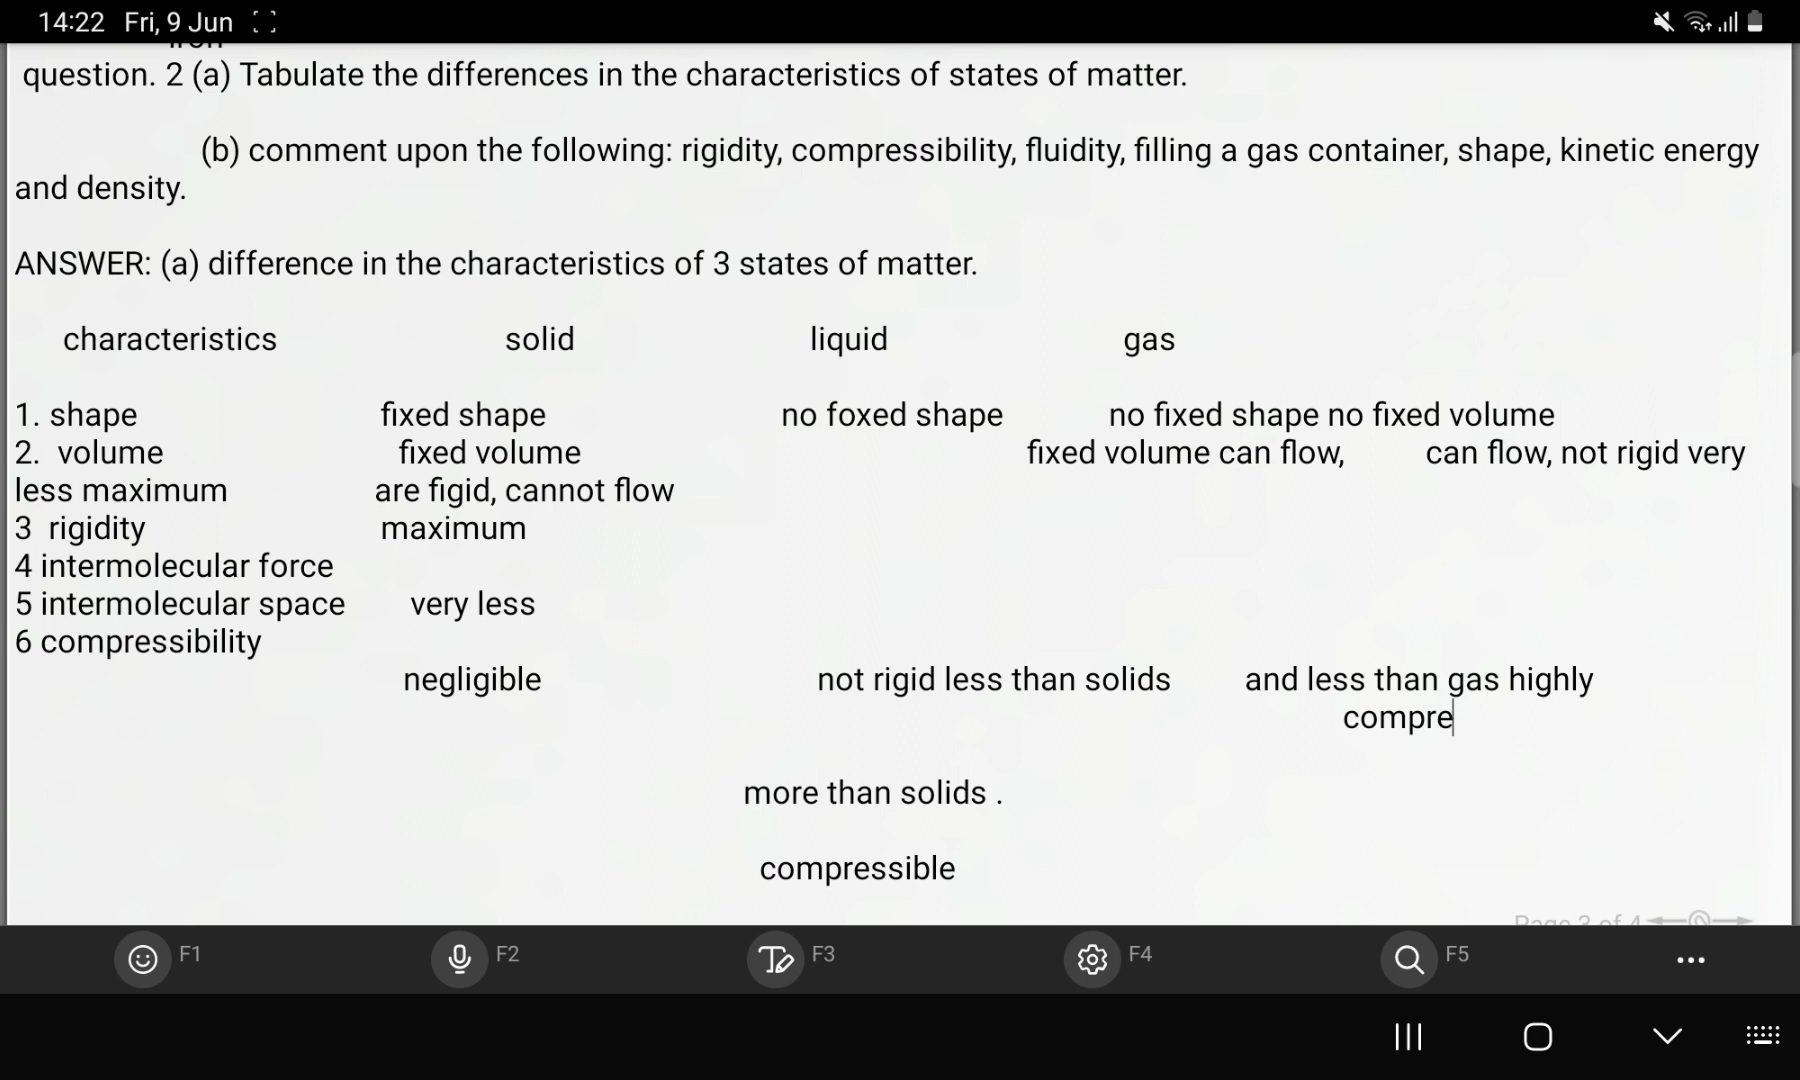 14:22 Fri, 9 Jun
question. 2 (a) Tabulate the differences in the characteristics of states of matter.
(b) comment upon the following: rigidity, compressibility, fluidity, filling a gas container, shape, kinetic energy
and density.
ANSWER: (a) difference in the characteristics of 3 states of matter.
characteristics solid liquid gas
1. shape fixed shape no foxed shape no fixed shape no fixed volume
2. volume fixed volume fixed volume can flow, can flow, not rigid very
less maximum are figid, cannot flow
3 rigidity maximum
4 intermolecular force
5 intermolecular space very less
6 compressibility
negligible not rigid less than solids and less than gas highly
compre
more than solids .
compressible
Page 3 of 4
F1 F2 F3 F4 F5